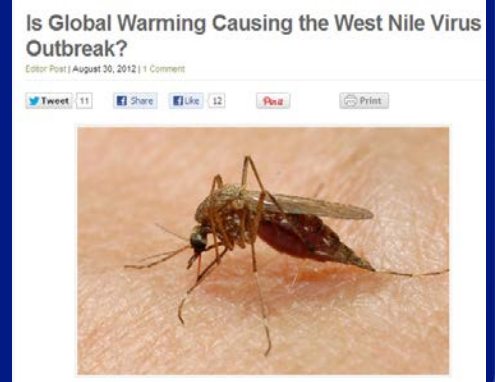 Is Global Warming Causing the West Nile Virus
Outbreak?
Editor Post | August 30, 2012 | 1 Comment
Tweet 11 Share Like 12 Pin it Print